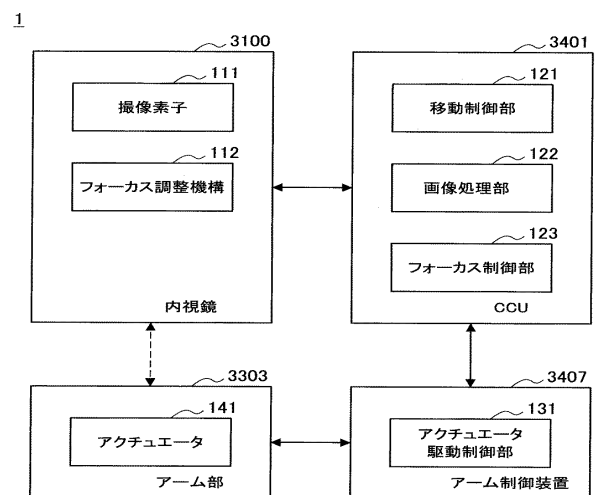 1
3100
111
撮像素子
112
フォーカス調整機構
内視鏡
3401
121
移動制御部
122
画像処理部
123
フォーカス制御部
CCU
3303
141
アクチュエータ
アーム部
3407
131
アクチュエータ
駆動制御部
アーム制御装置